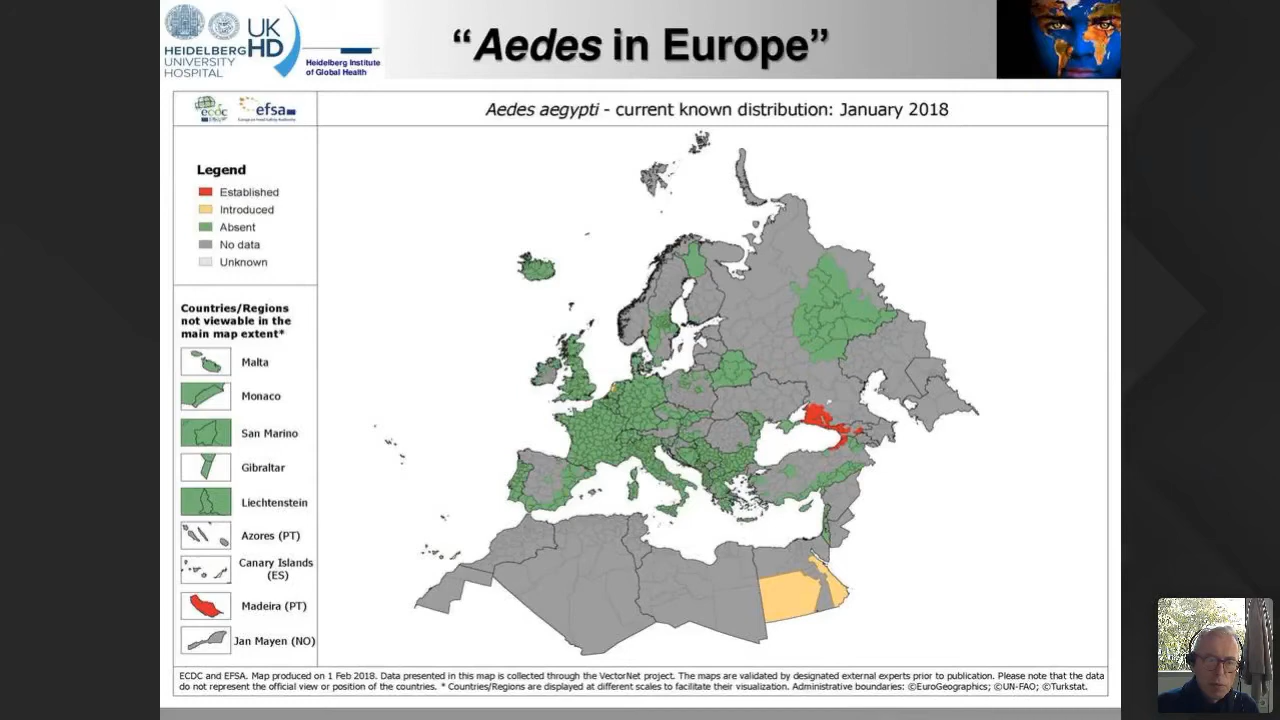 HEIDELBERG
UNIVERSITY
HOSPITAL
UK
HD
Heidelberg Institute
of Global Health
“Aedes in Europe”
ecdc
efsa
Aedes aegypti - current known distribution: January 2018
Legend
Established
Introduced
Absent
No data
Unknown
Countries/Regions
not viewable in the
main map extent*
Malta
Monaco
San Marino
Gibraltar
Liechtenstein
Azores (PT)
Canary Islands
(ES)
Madeira (PT)
Jan Mayen (NO)
ECDC and EFSA. Map produced on 1 Feb 2018. Data presented in this map is collected through the VectorNet project. The maps are validated by designated external experts prior to publication. Please note that the data
do not represent the official view or position of the countries. * Countries/Regions are displayed at different scales to facilitate their visualization. Administrative boundaries: ©EuroGeographics; ©UN-FAO; ©Turkstat.